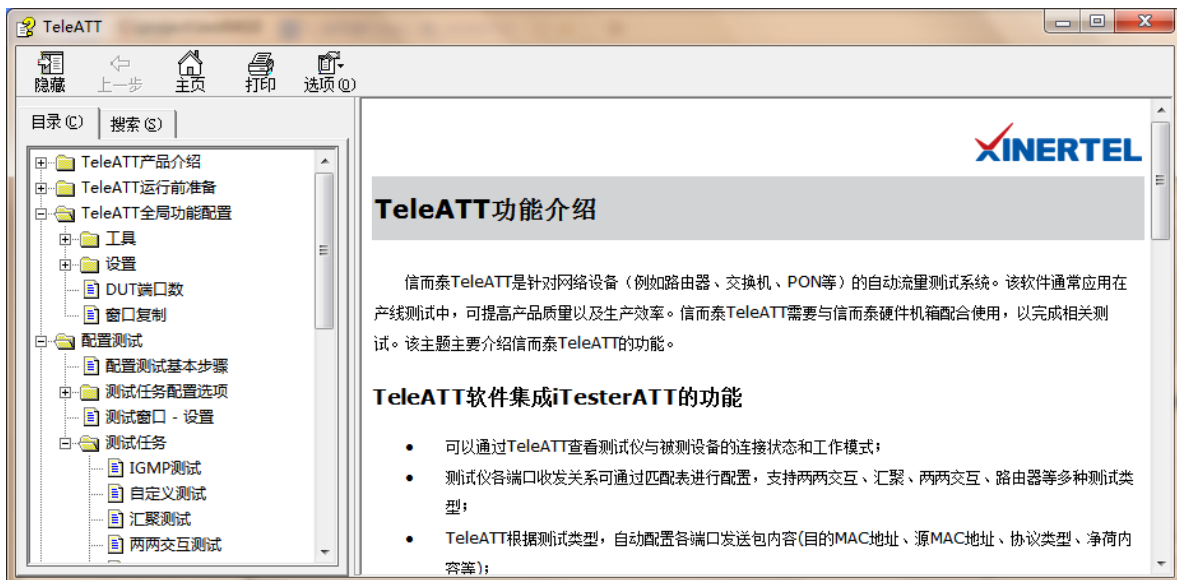 TeleATT
隐藏
上一步
主页
打印
选项(O)
目录(C)
搜索(S)
TeleATT产品介绍
TeleATT运行前准备
TeleATT全局功能配置
工具
设置
DUT端口数
窗口复制
配置测试
配置测试基本步骤
测试任务配置选项
测试窗口 - 设置
测试任务
IGMP测试
自定义测试
汇聚测试
两两交互测试
XINERTEL
TeleATT功能介绍
信而泰TeleATT是针对网络设备（例如路由器、交换机、PON等）的自动流量测试系统。该软件通常应用在
产线测试中，可提高产品质量以及生产效率。信而泰TeleATT需要与信而泰硬件机箱配合使用，以完成相关测
试。该主题主要介绍信而泰TeleATT的功能。
TeleATT软件集成iTesterATT的功能
• 可以通过TeleATT查看测试仪与被测设备的连接状态和工作模式；
• 测试仪各端口收发关系可通过匹配表进行配置，支持两两交互、汇聚、两两交互、路由器等多种测试类
型；
• TeleATT根据测试类型，自动配置各端口发送包内容(目的MAC地址、源MAC地址、协议类型、净荷内
容等)；